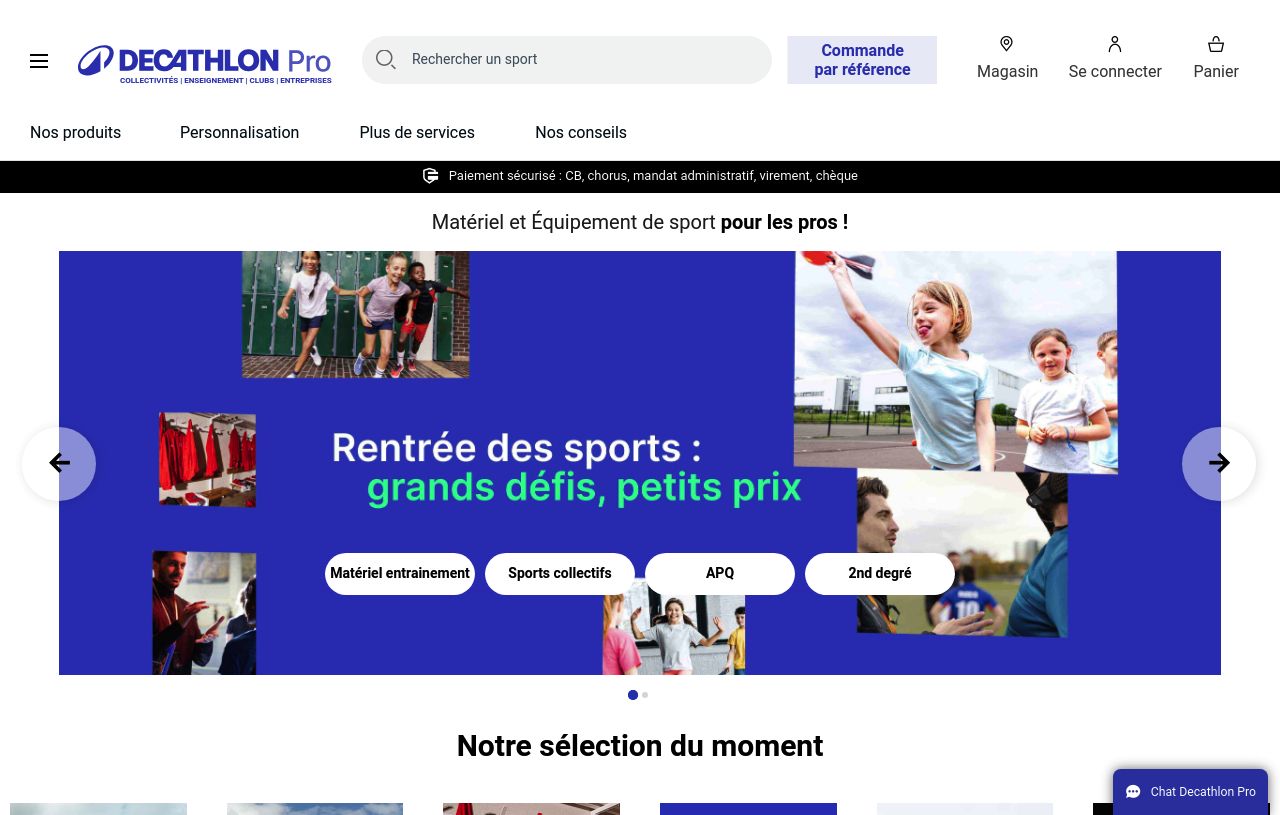 DECATHLON Pro
COLLECTIVITÉS | ENSEIGNEMENT | CLUBS | ENTREPRISES
Rechercher un sport
Commande
par référence
Magasin
Se connecter
Panier
Nos produits
Personnalisation
Plus de services
Nos conseils
Paiement sécurisé : CB, chorus, mandat administratif, virement, chèque
Matériel et Équipement de sport pour les pros !
Rentrée des sports :
grands défis, petits prix
Matériel entrainement
Sports collectifs
APQ
2nd degré
10
Notre sélection du moment
Chat Decathlon Pro